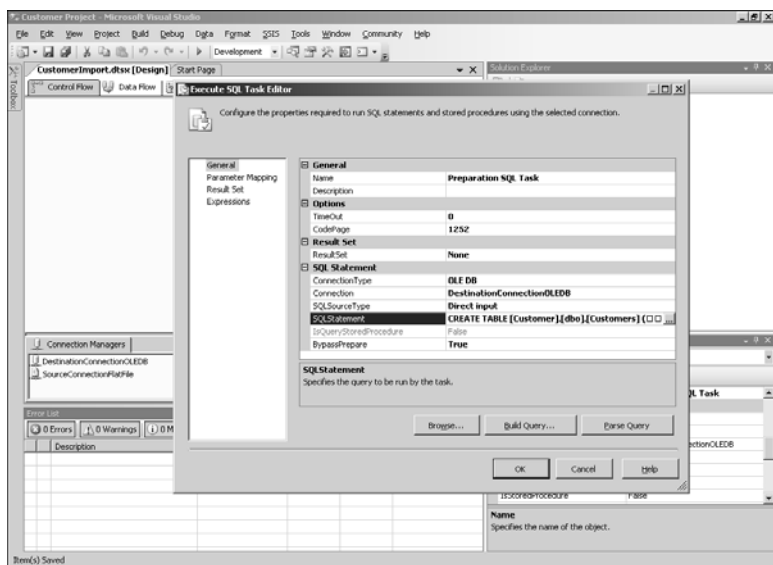 Customer Project - Microsoft Visual Studio
File Edit View Project Build Debug Data Format SSIS Tools Window Community Help
Development
CustomerImport.dtsx [Design] Start Page
Solution Explorer
Toolbox
Control Flow Data Flow
Execute SQL Task Editor
Configure the properties required to run SQL statements and stored procedures using the selected connection.
General
Parameter Mapping
Result Set
Expressions
General
Name Preparation SQL Task
Description
Options
TimeOut 0
CodePage 1252
Result Set
ResultSet None
SQL Statement
ConnectionType OLE DB
Connection DestinationConnectionOLEDB
SQLSourceType Direct input
SQLStatement CREATE TABLE [Customer].[dbo].[Customers] (□□ ...
IsQueryStoredProcedure False
BypassPrepare True
SQLStatement
Specifies the query to be run by the task.
Browse... Build Query... Parse Query
OK Cancel Help
Connection Managers
DestinationConnectionOLEDB
SourceConnectionFlatFile
Error List
0 Errors 0 Warnings 0 M
Description
QL Task
ectionOLEDB
IsStoredProcedure False
Name
Specifies the name of the object.
Item(s) Saved